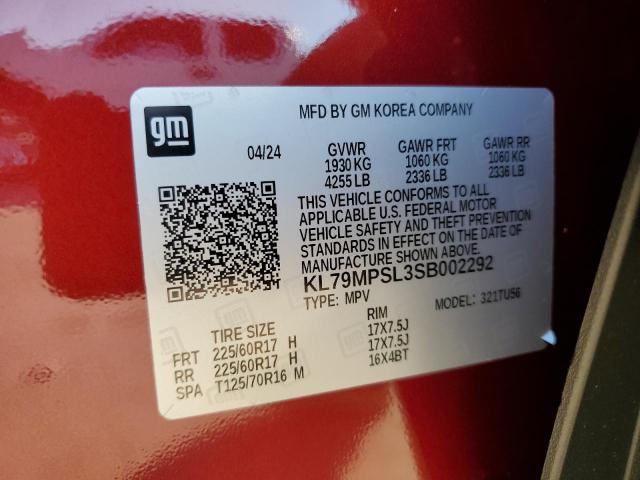 gm
MFD BY GM KOREA COMPANY
04/24 GVWR GAWR FRT GAWR RR
1930 KG 1060 KG 1060 KG
4255 LB 2336 LB 2336 LB
THIS VEHICLE CONFORMS TO ALL
APPLICABLE U.S. FEDERAL MOTOR
VEHICLE SAFETY AND THEFT PREVENTION
STANDARDS IN EFFECT ON THE DATE OF
MANUFACTURE SHOWN ABOVE.
KL79MPSL3SB002292
TYPE: MPV MODEL: 321TU56
TIRE SIZE RIM
FRT 225/60R17 H 17X7.5J
RR 225/60R17 H 17X7.5J
SPA T125/70R16 M 16X4BT